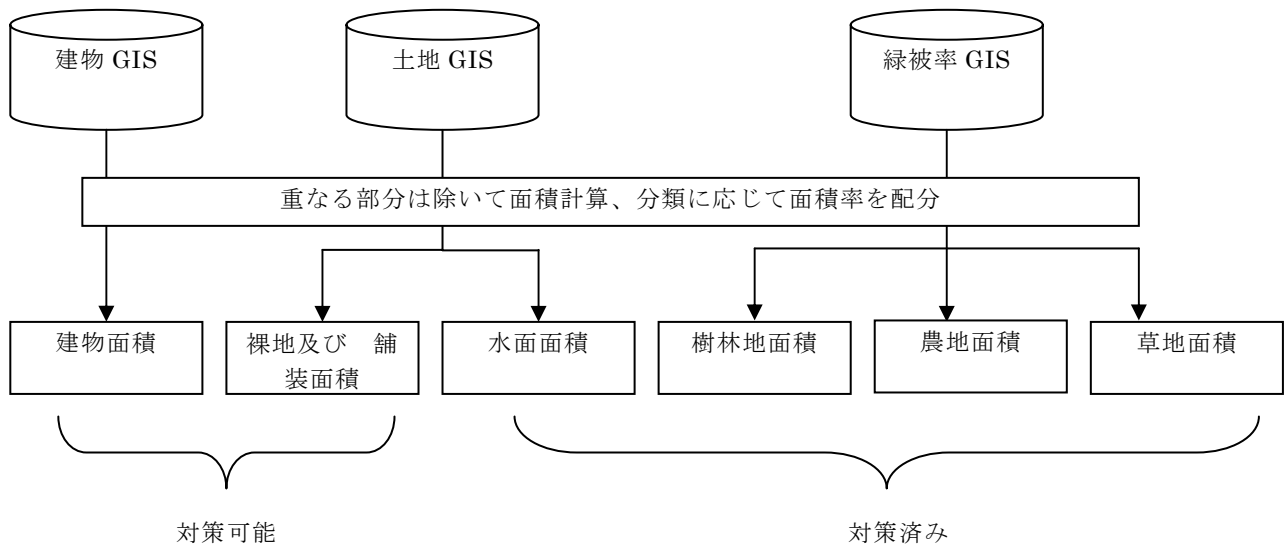 建物 GIS
土地 GIS
緑被率 GIS
重なる部分は除いて面積計算、分類に応じて面積率を配分
建物面積
裸地及び　舗
装面積
水面面積
樹林地面積
農地面積
草地面積
対策可能
対策済み